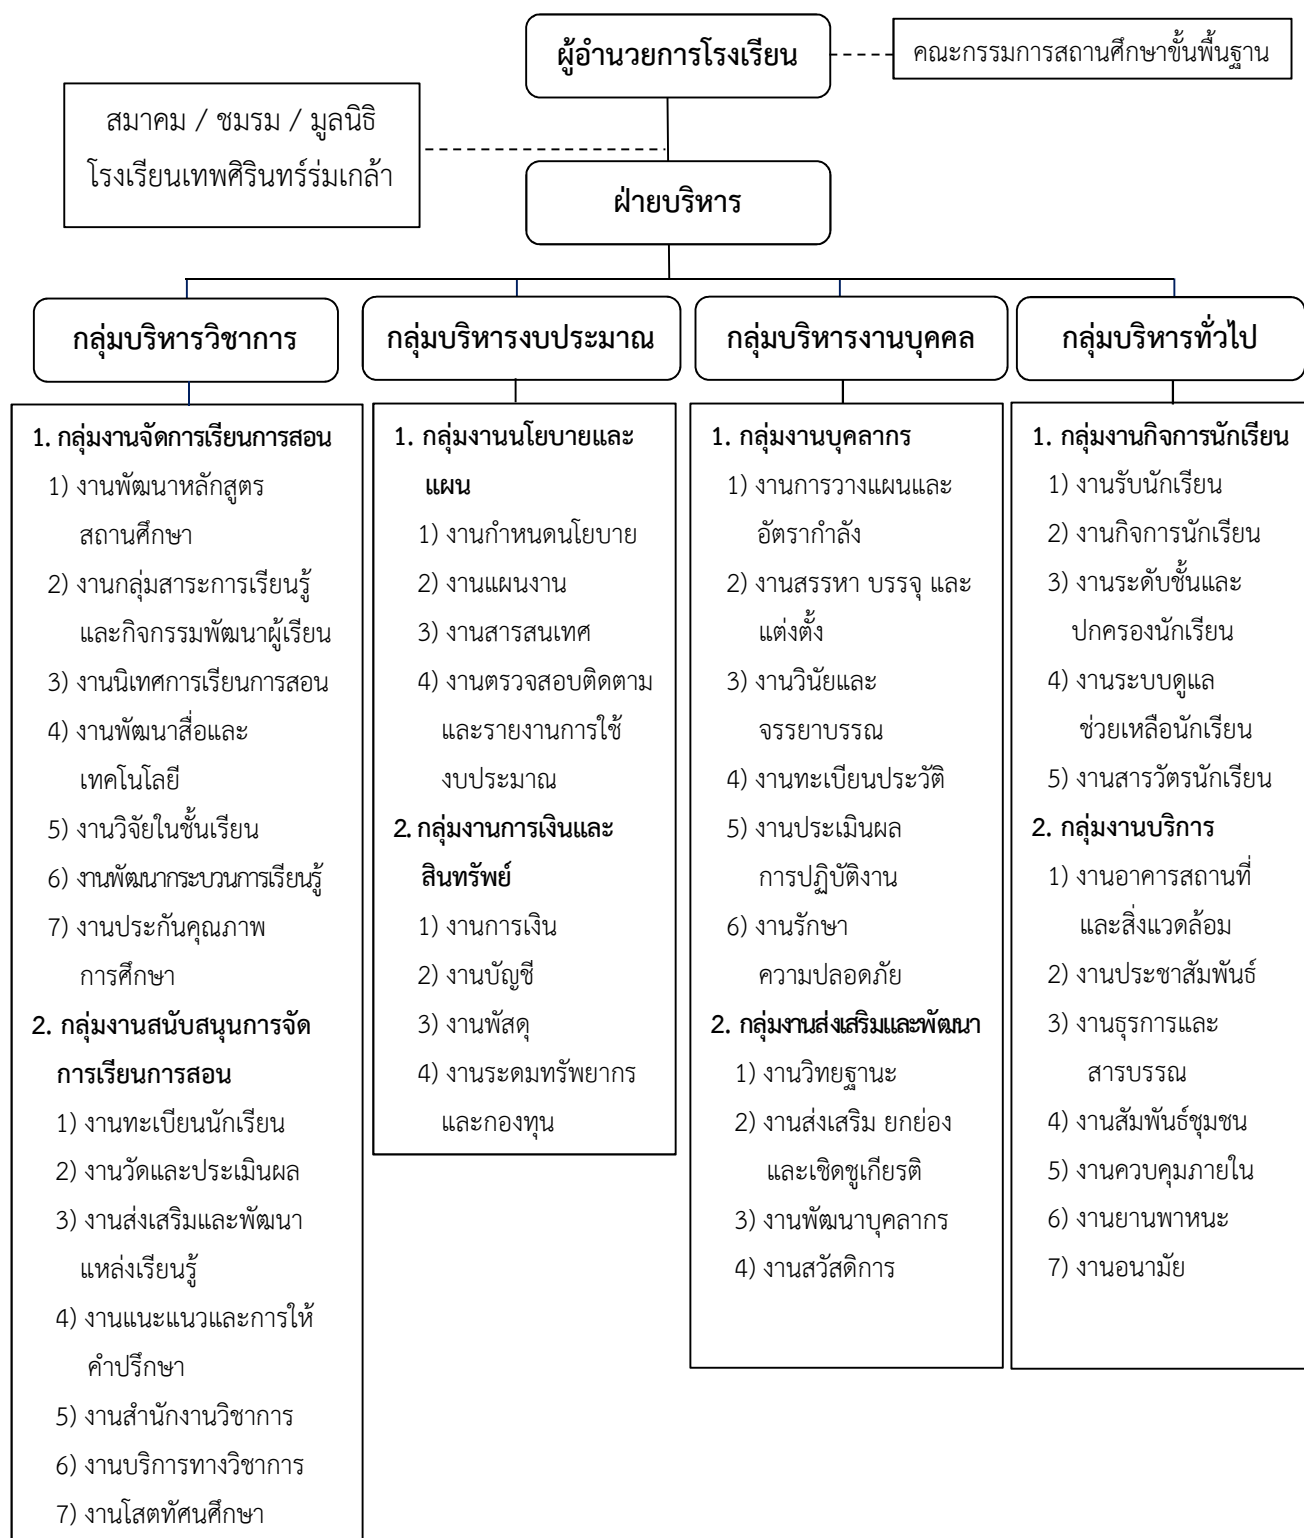 ผู้อำนวยการโรงเรียน
คณะกรรมการสถานศึกษาขั้นพื้นฐาน
สมาคม / ชมรม / มูลนิธิ
โรงเรียนเทพศิรินทร์ร่มเกล้า
ฝ่ายบริหาร
กลุ่มบริหารวิชาการ
กลุ่มบริหารงบประมาณ
กลุ่มบริหารงานบุคคล
กลุ่มบริหารทั่วไป
1. กลุ่มงานจัดการเรียนการสอน
1) งานพัฒนาหลักสูตร
สถานศึกษา
2) งานกลุ่มสาระการเรียนรู้
และกิจกรรมพัฒนาผู้เรียน
3) งานนิเทศการเรียนการสอน
4) งานพัฒนาสื่อและ
เทคโนโลยี
5) งานวิจัยในชั้นเรียน
6) งานพัฒนากระบวนการเรียนรู้
7) งานประกันคุณภาพ
การศึกษา
2. กลุ่มงานสนับสนุนการจัด
การเรียนการสอน
1) งานทะเบียนนักเรียน
2) งานวัดและประเมินผล
3) งานส่งเสริมและพัฒนา
แหล่งเรียนรู้
4) งานแนะแนวและการให้
คำปรึกษา
5) งานสำนักงานวิชาการ
6) งานบริการทางวิชาการ
7) งานโสตทัศนศึกษา
1. กลุ่มงานนโยบายและ
แผน
1) งานกำหนดนโยบาย
2) งานแผนงาน
3) งานสารสนเทศ
4) งานตรวจสอบติดตาม
และรายงานการใช้
งบประมาณ
2. กลุ่มงานการเงินและ
สินทรัพย์
1) งานการเงิน
2) งานบัญชี
3) งานพัสดุ
4) งานระดมทรัพยากร
และกองทุน
1. กลุ่มงานบุคลากร
1) งานการวางแผนและ
อัตรากำลัง
2) งานสรรหา บรรจุ และ
แต่งตั้ง
3) งานวินัยและ
จรรยาบรรณ
4) งานทะเบียนประวัติ
5) งานประเมินผล
การปฏิบัติงาน
6) งานรักษา
ความปลอดภัย
2. กลุ่มงานส่งเสริมและพัฒนา
1) งานวิทยฐานะ
2) งานส่งเสริม ยกย่อง
และเชิดชูเกียรติ
3) งานพัฒนาบุคลากร
4) งานสวัสดิการ
1. กลุ่มงานกิจการนักเรียน
1) งานรับนักเรียน
2) งานกิจการนักเรียน
3) งานระดับชั้นและ
ปกครองนักเรียน
4) งานระบบดูแล
ช่วยเหลือนักเรียน
5) งานสารวัตรนักเรียน
2. กลุ่มงานบริการ
1) งานอาคารสถานที่
และสิ่งแวดล้อม
2) งานประชาสัมพันธ์
3) งานธุรการและ
สารบรรณ
4) งานสัมพันธ์ชุมชน
5) งานควบคุมภายใน
6) งานยานพาหนะ
7) งานอนามัย